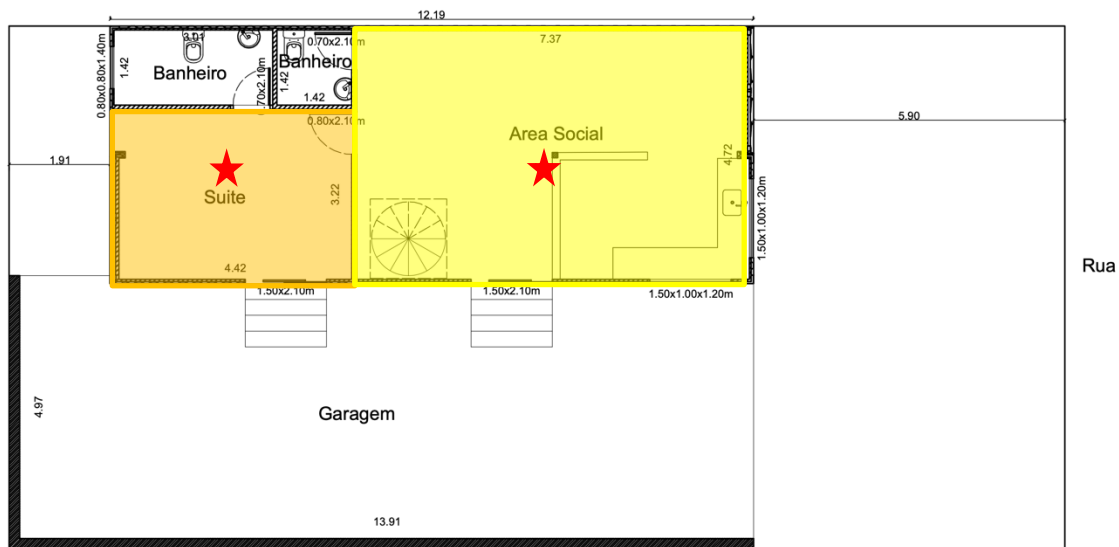 12.19
3.01
0.70x2.10m
7.37
Banheiro
Banheiro
0.80x0.80x1.40m
1.42
1.42
.70x2.10m
1.42
0.80x2.10m
5.90
Area Social
1.91
4.72
Suite
3.22
1.50x1.00x1.20m
Rua
4.42
1.50x2.10m
1.50x2.10m
1.50x1.00x1.20m
4.97
Garagem
13.91